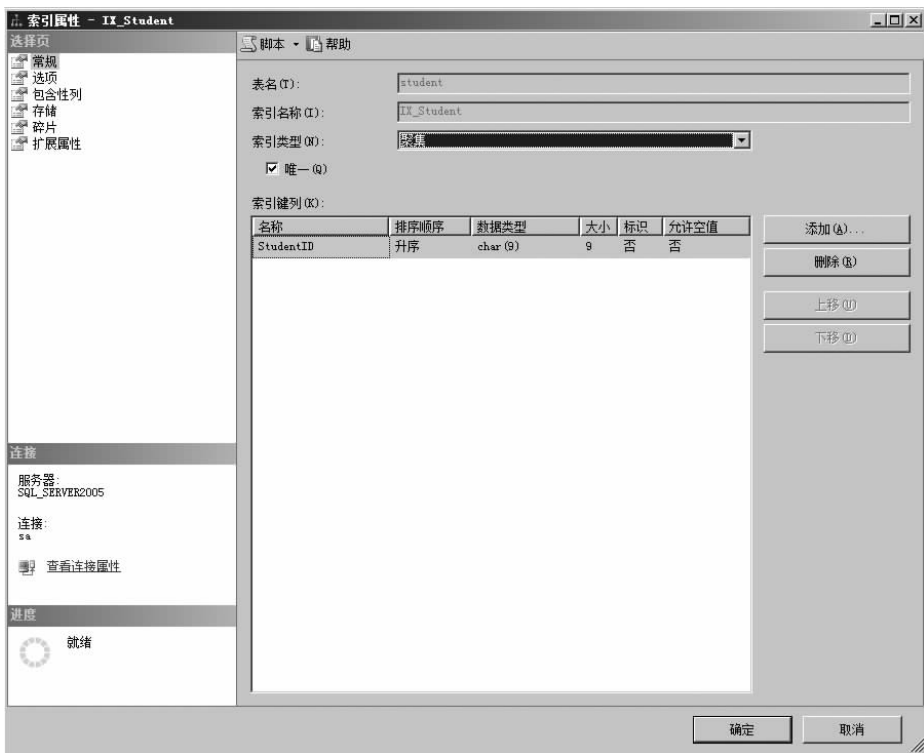 索引属性 - IX_Student
选择页
常规
选项
包含性列
存储
碎片
扩展属性
脚本 帮助
表名(T): student
索引名称(I): IX_Student
索引类型(N): 聚集
唯一(Q)
索引键列(K):
名称 排序顺序 数据类型 大小 标识 允许空值
StudentID 升序 char(9) 9 否 否
添加(A)...
删除(R)
上移(U)
下移(D)
连接
服务器:
SQL_SERVER2005
连接:
sa
查看连接属性
进度
就绪
确定 取消